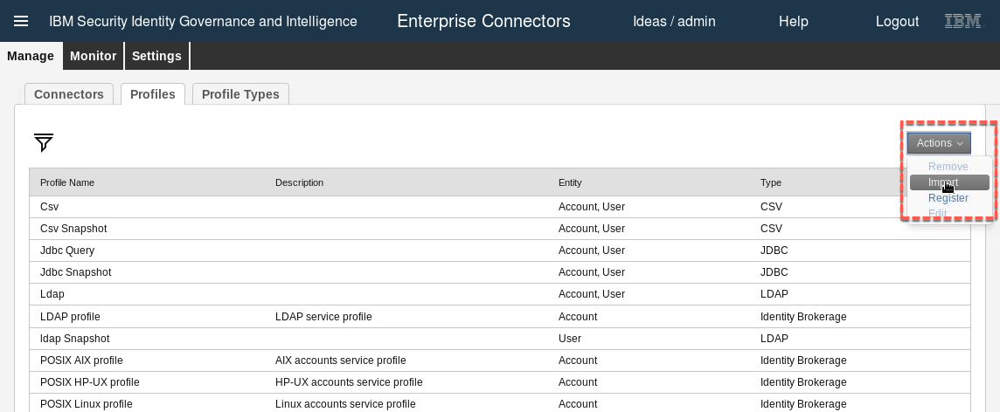 IBM Security Identity Governance and Intelligence Enterprise Connectors Ideas / admin Help Logout IBM
Manage Monitor Settings
Connectors Profiles Profile Types
Actions
Remove
Import
Register
Edit
Profile Name Description Entity Type
Csv Account, User CSV
Csv Snapshot Account, User CSV
Jdbc Query Account, User JDBC
Jdbc Snapshot Account, User JDBC
Ldap Account, User LDAP
LDAP profile LDAP service profile Account Identity Brokerage
ldap Snapshot User LDAP
POSIX AIX profile AIX accounts service profile Account Identity Brokerage
POSIX HP-UX profile HP-UX accounts service profile Account Identity Brokerage
POSIX Linux profile Linux accounts service profile Account Identity Brokerage